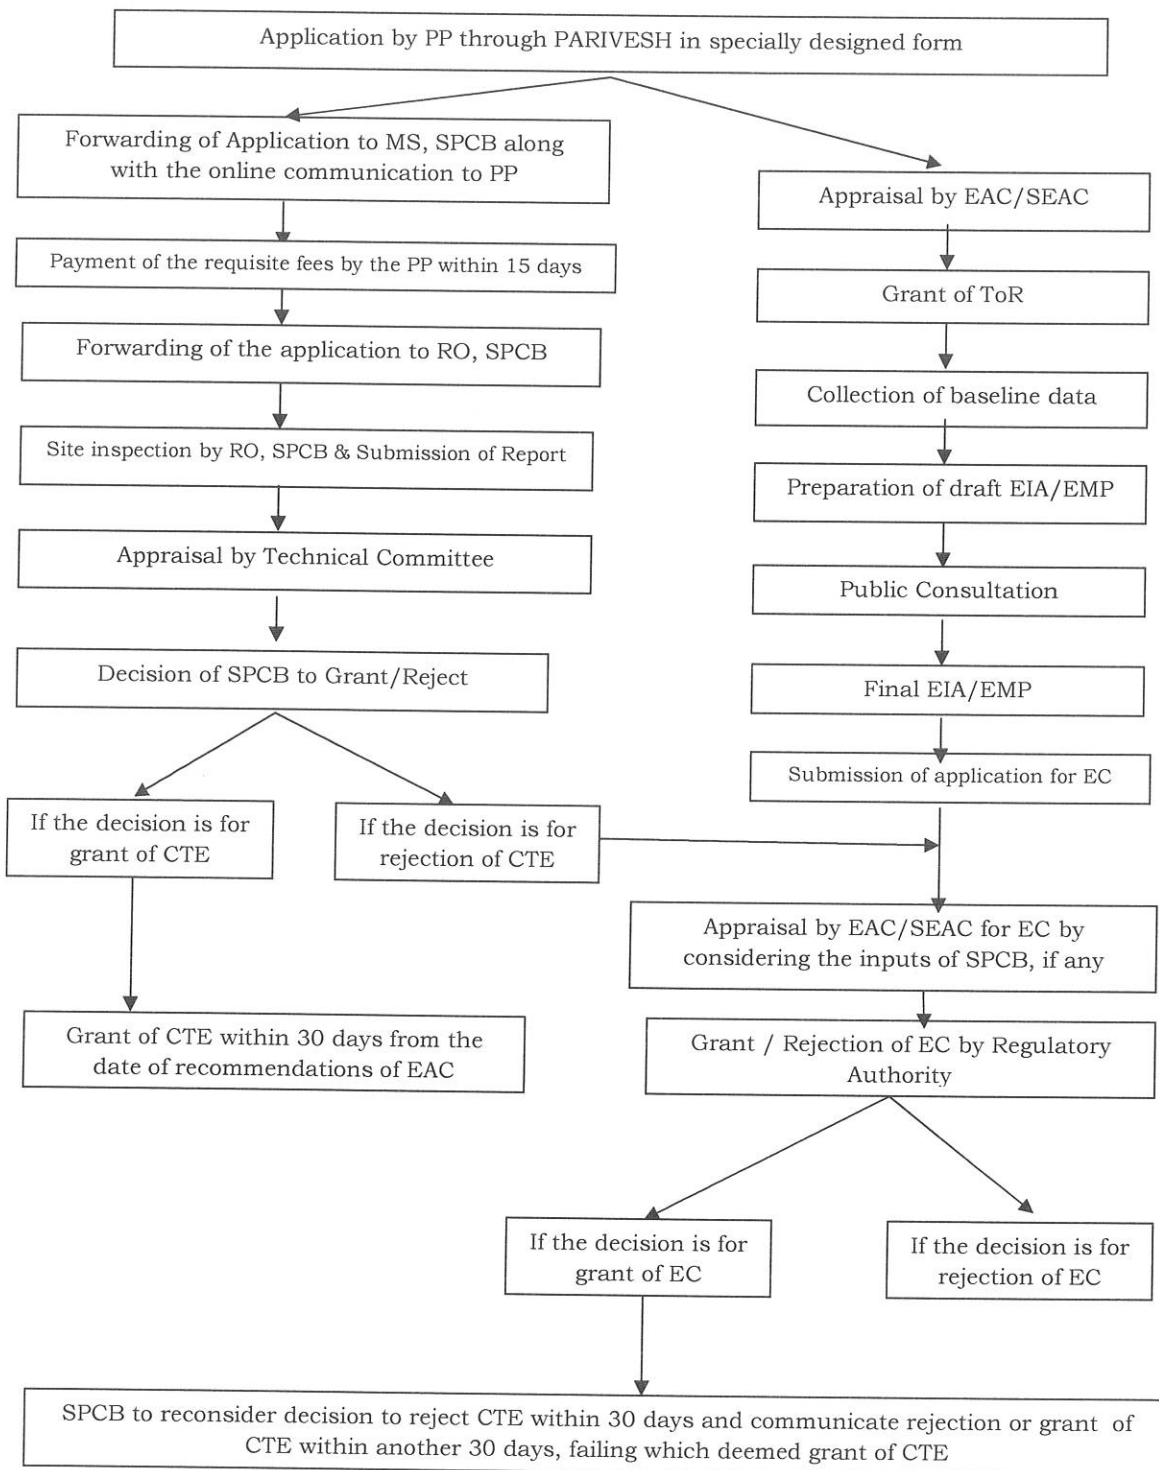 Application by PP through PARIVESH in specially designed form
Forwarding of Application to MS, SPCB along
with the online communication to PP
Payment of the requisite fees by the PP within 15 days
Forwarding of the application to RO, SPCB
Site inspection by RO, SPCB & Submission of Report
Appraisal by Technical Committee
Decision of SPCB to Grant/Reject
If the decision is for
grant of CTE
If the decision is for
rejection of CTE
Grant of CTE within 30 days from the
date of recommendations of EAC
Appraisal by EAC/SEAC
Grant of ToR
Collection of baseline data
Preparation of draft EIA/EMP
Public Consultation
Final EIA/EMP
Submission of application for EC
Appraisal by EAC/SEAC for EC by
considering the inputs of SPCB, if any
Grant / Rejection of EC by Regulatory
Authority
If the decision is for
grant of EC
If the decision is for
rejection of EC
SPCB to reconsider decision to reject CTE within 30 days and communicate rejection or grant of
CTE within another 30 days, failing which deemed grant of CTE